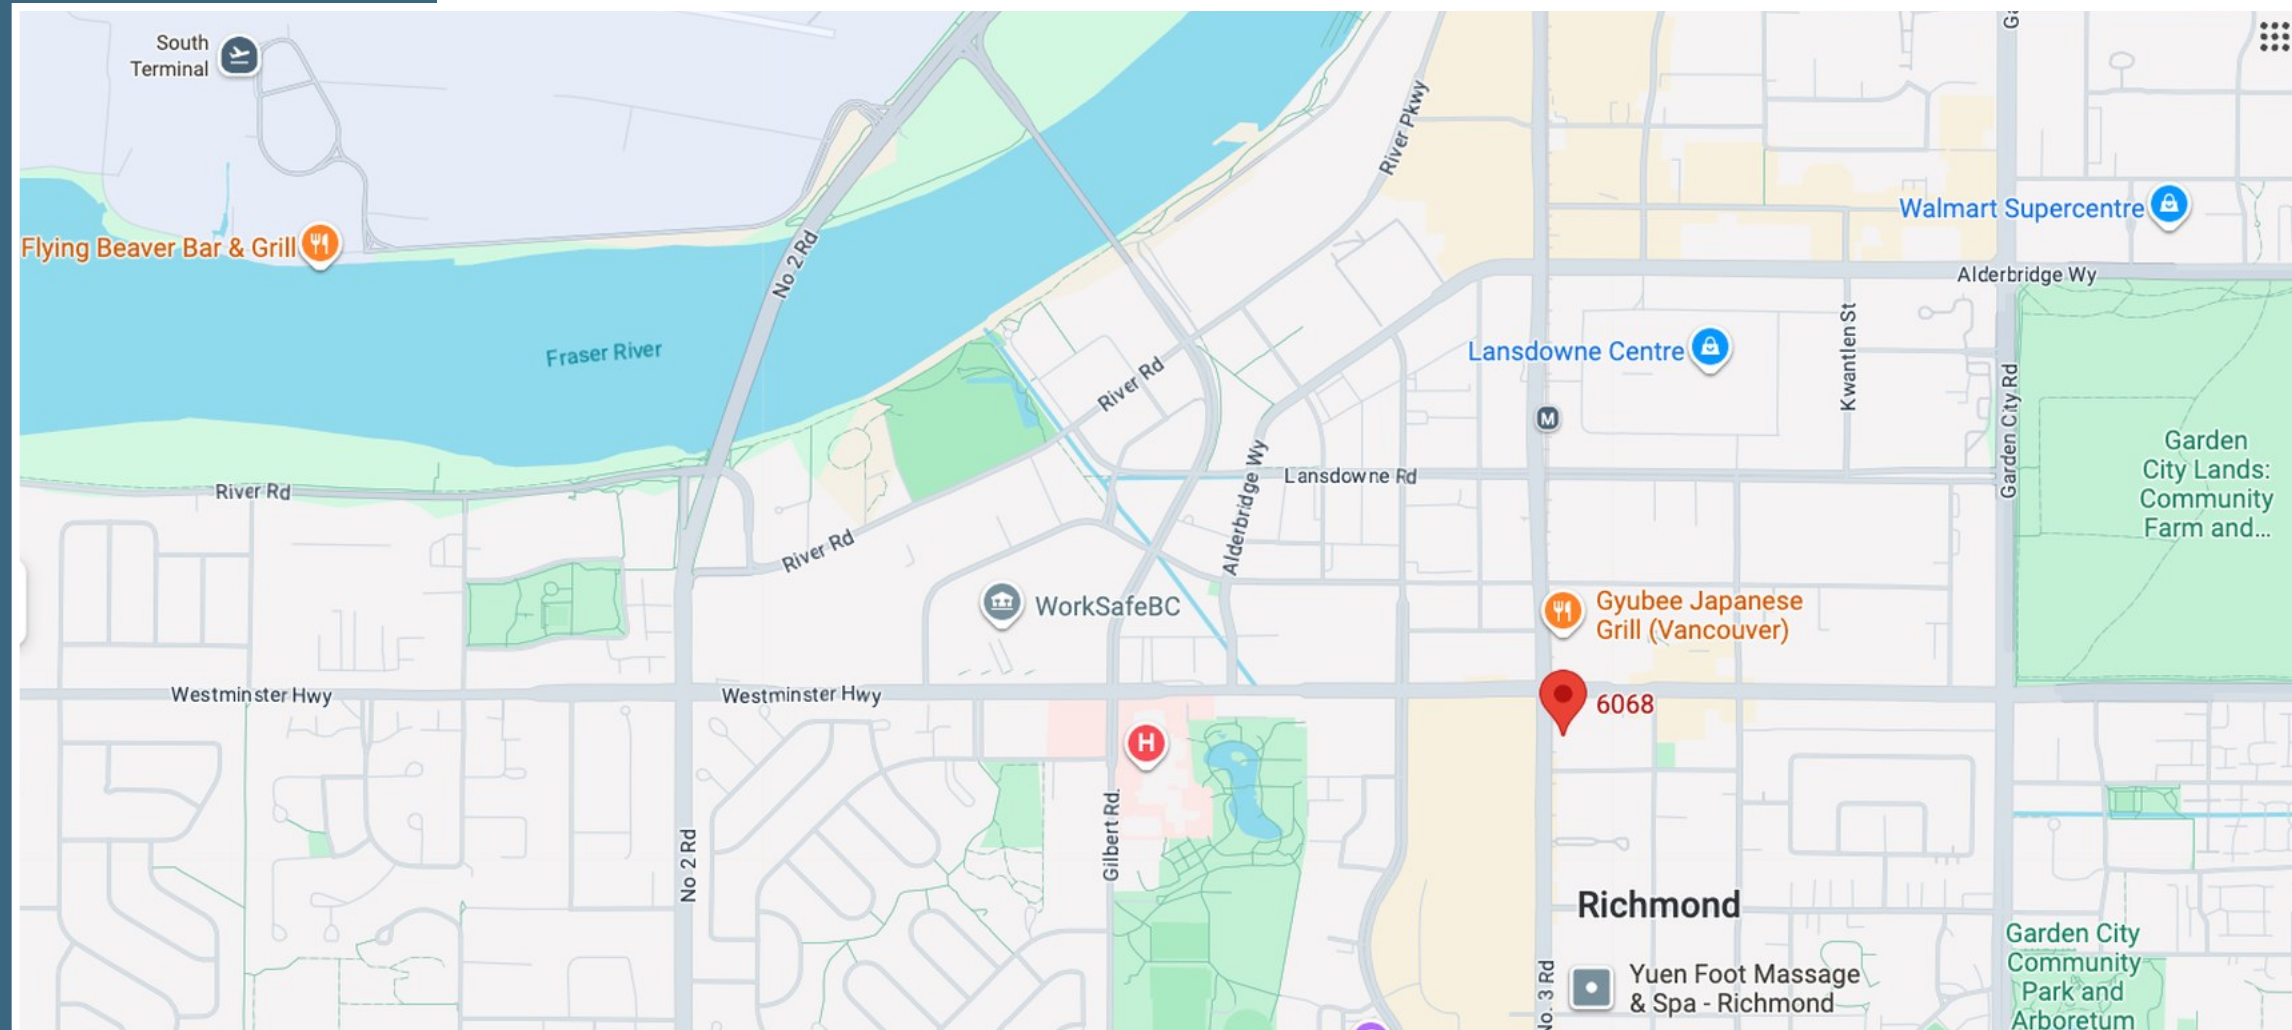 South
Terminal
Ga
River Pkwy
Walmart Supercentre
Flying Beaver Bar & Grill
No 2 Rd
Alderbridge Wy
Fraser River
Lansdowne Centre
Kwantlen St
River Rd
Garden City Rd
M
Garden
City Lands:
Community
Farm and...
River Rd
Alderbridge Wy
Lansdowne Rd
River Rd
WorkSafeBC
Gyubee Japanese
Grill (Vancouver)
Westminster Hwy
Westminster Hwy
6068
H
Gilbert Rd.
No 2 Rd
Richmond
Garden City
Community
Park and
Arboretum
Yuen Foot Massage
& Spa - Richmond
No. 3 Rd